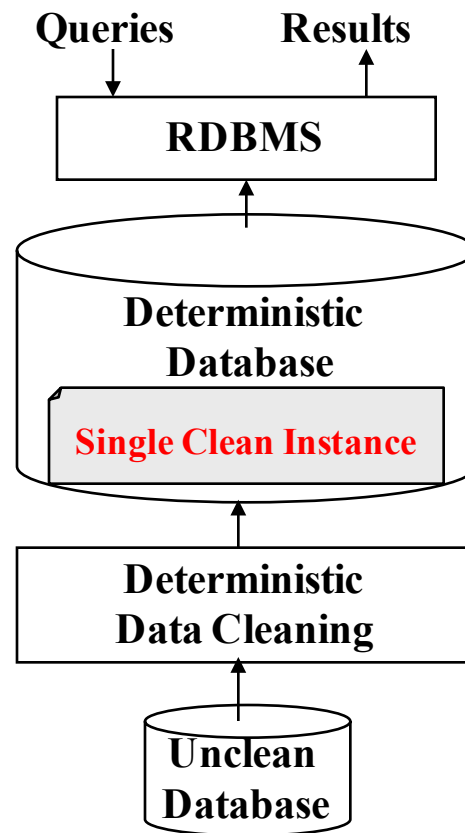 Queries
Results
RDBMS
Deterministic
Database
Single Clean Instance
Deterministic
Data Cleaning
Unclean
Database